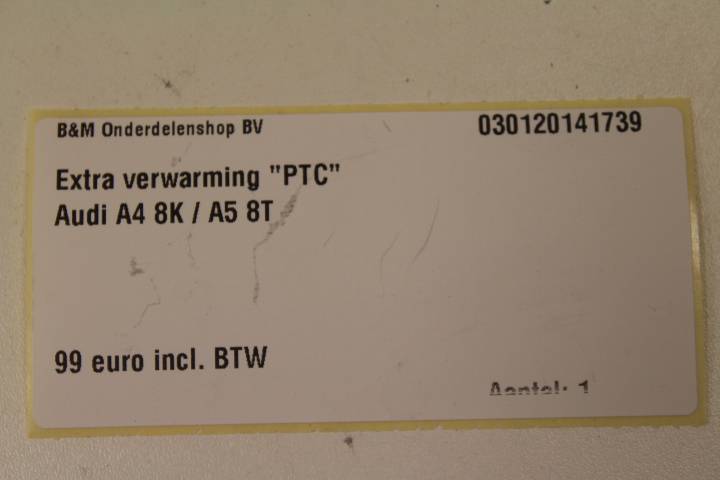 B&M Onderdelenshop BV 030120141739
Extra verwarming "PTC"
Audi A4 8K / A5 8T
99 euro incl. BTW
Aantal: 1